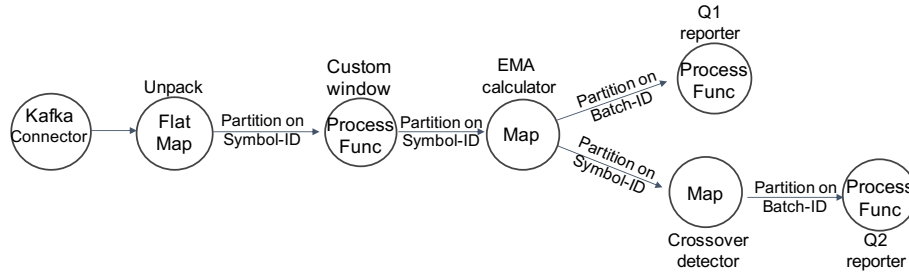 Kafka
Connector
Unpack
Flat
Map
Partition on
Symbol-ID
Custom
window
Process
Func
Partition on
Symbol-ID
EMA
calculator
Map
Partition on
Batch-ID
Q1
reporter
Process
Func
Partition on
Symbol-ID
Map
Crossover
detector
Partition on
Batch-ID
Process
Func
Q2
reporter